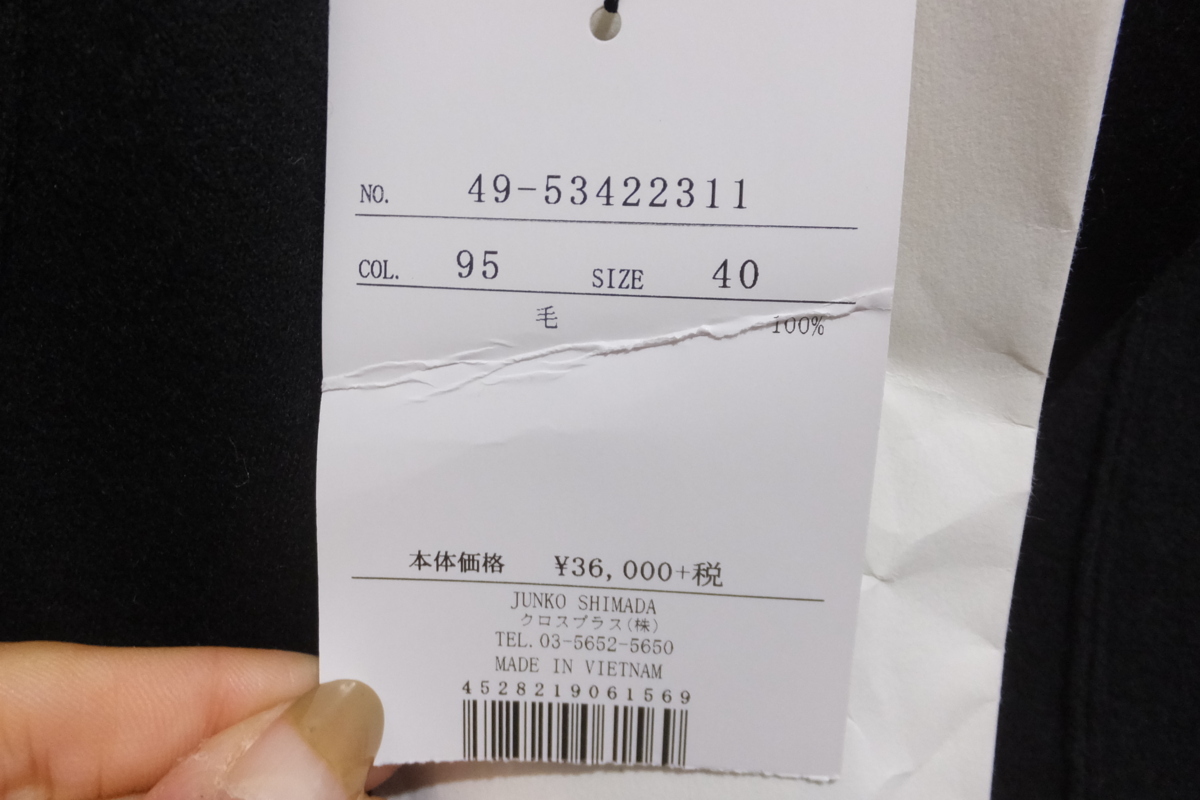 NO. 49-53422311
COL. 95 SIZE 40
毛 100%
本体価格 ¥36,000+税
JUNKO SHIMADA
クロスプラス(株)
TEL. 03-5652-5650
MADE IN VIETNAM
4528219061569